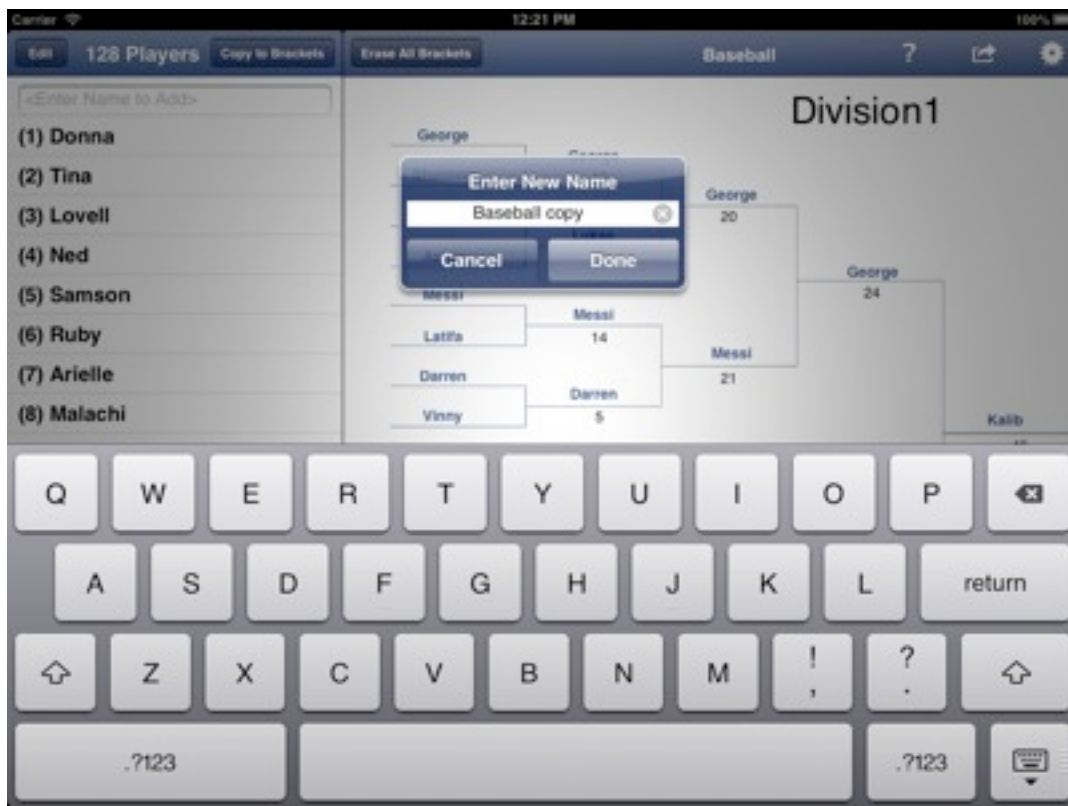 Carrier 12:21 PM 100%
Edit 128 Players Copy to Brackets Erase All Brackets Baseball ?
<Enter Name to Add>
Division1
(1) Donna
(2) Tina
(3) Lovell
(4) Ned
(5) Samson
(6) Ruby
(7) Arielle
(8) Malachi
George
Enter New Name
Baseball copy
Cancel Done
George
20
Messi
Latifa
Messi
14
Darren
Vinny
Darren
5
Messi
21
George
24
Kalib
Q W E R T Y U I O P
A S D F G H J K L return
Z X C V B N M ! , ? .
.?123 .?123